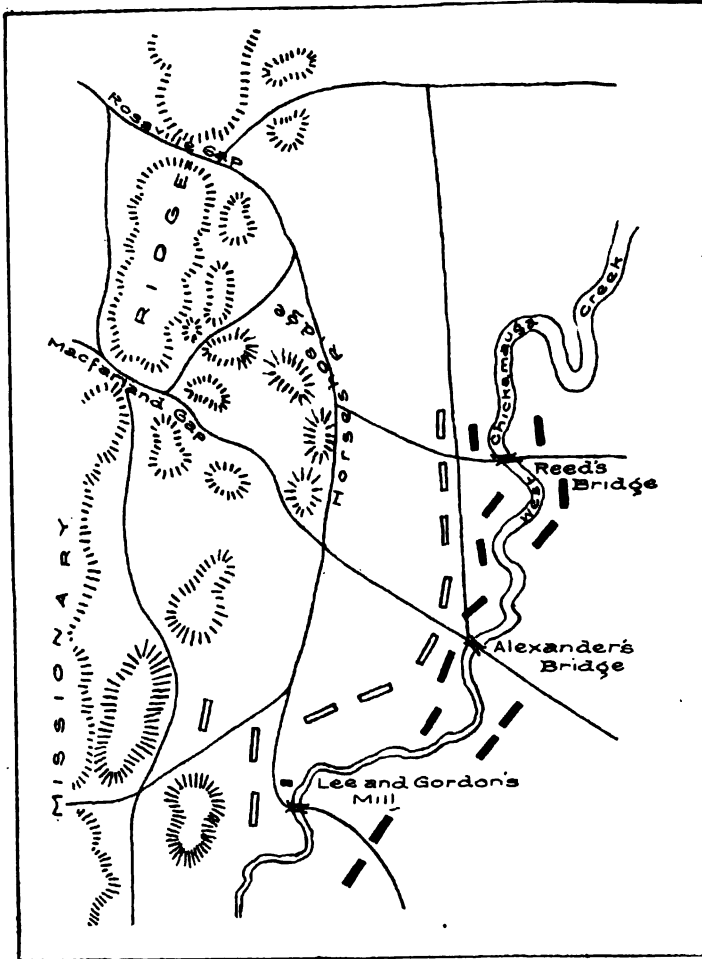 Rossville Gap
RIDGE
Macfarland Gap
Horseshoe Ridge
West Chickamauga Creek
Reed's
Bridge
MISSIONARY
Alexander's
Bridge
Lee and Gordon's
Mill